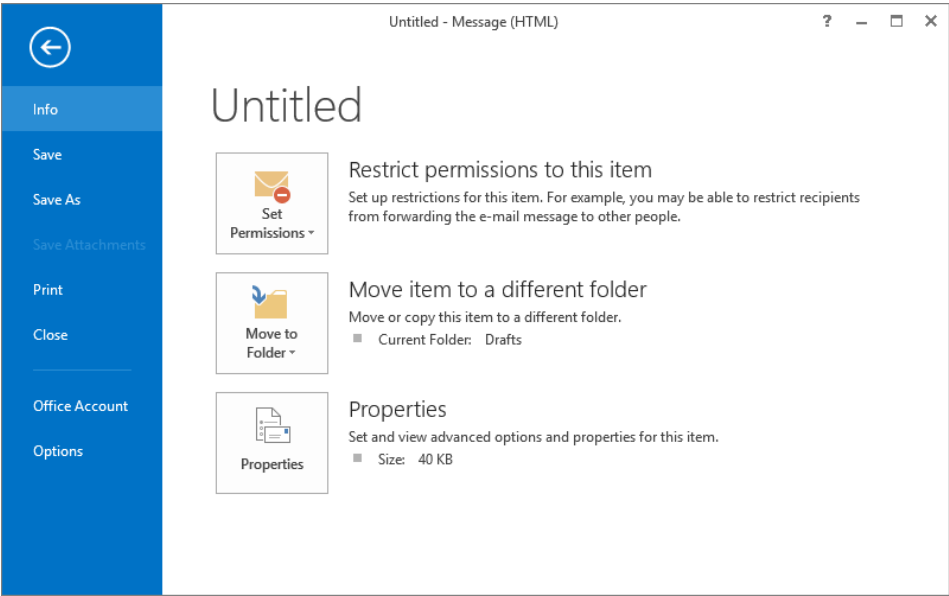 Untitled - Message (HTML)
?
Info
Save
Save As
Save Attachments
Print
Close
Office Account
Options
Untitled
Set
Permissions
Restrict permissions to this item
Set up restrictions for this item. For example, you may be able to restrict recipients
from forwarding the e-mail message to other people.
Move to
Folder
Move item to a different folder
Move or copy this item to a different folder.
Current Folder: Drafts
Properties
Properties
Set and view advanced options and properties for this item.
Size: 40 KB